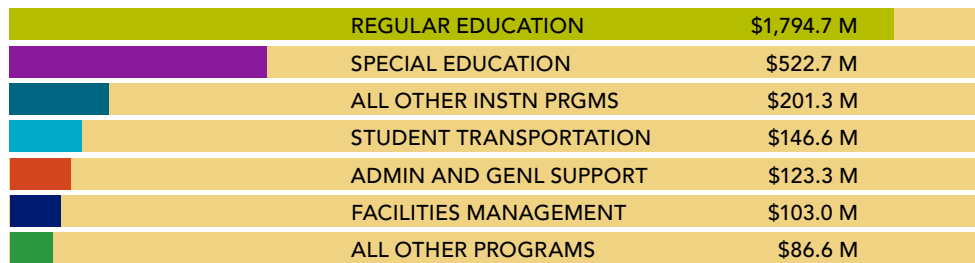 REGULAR EDUCATION $1,794.7 M
SPECIAL EDUCATION $522.7 M
ALL OTHER INSTN PRGMS $201.3 M
STUDENT TRANSPORTATION $146.6 M
ADMIN AND GENL SUPPORT $123.3 M
FACILITIES MANAGEMENT $103.0 M
ALL OTHER PROGRAMS $86.6 M